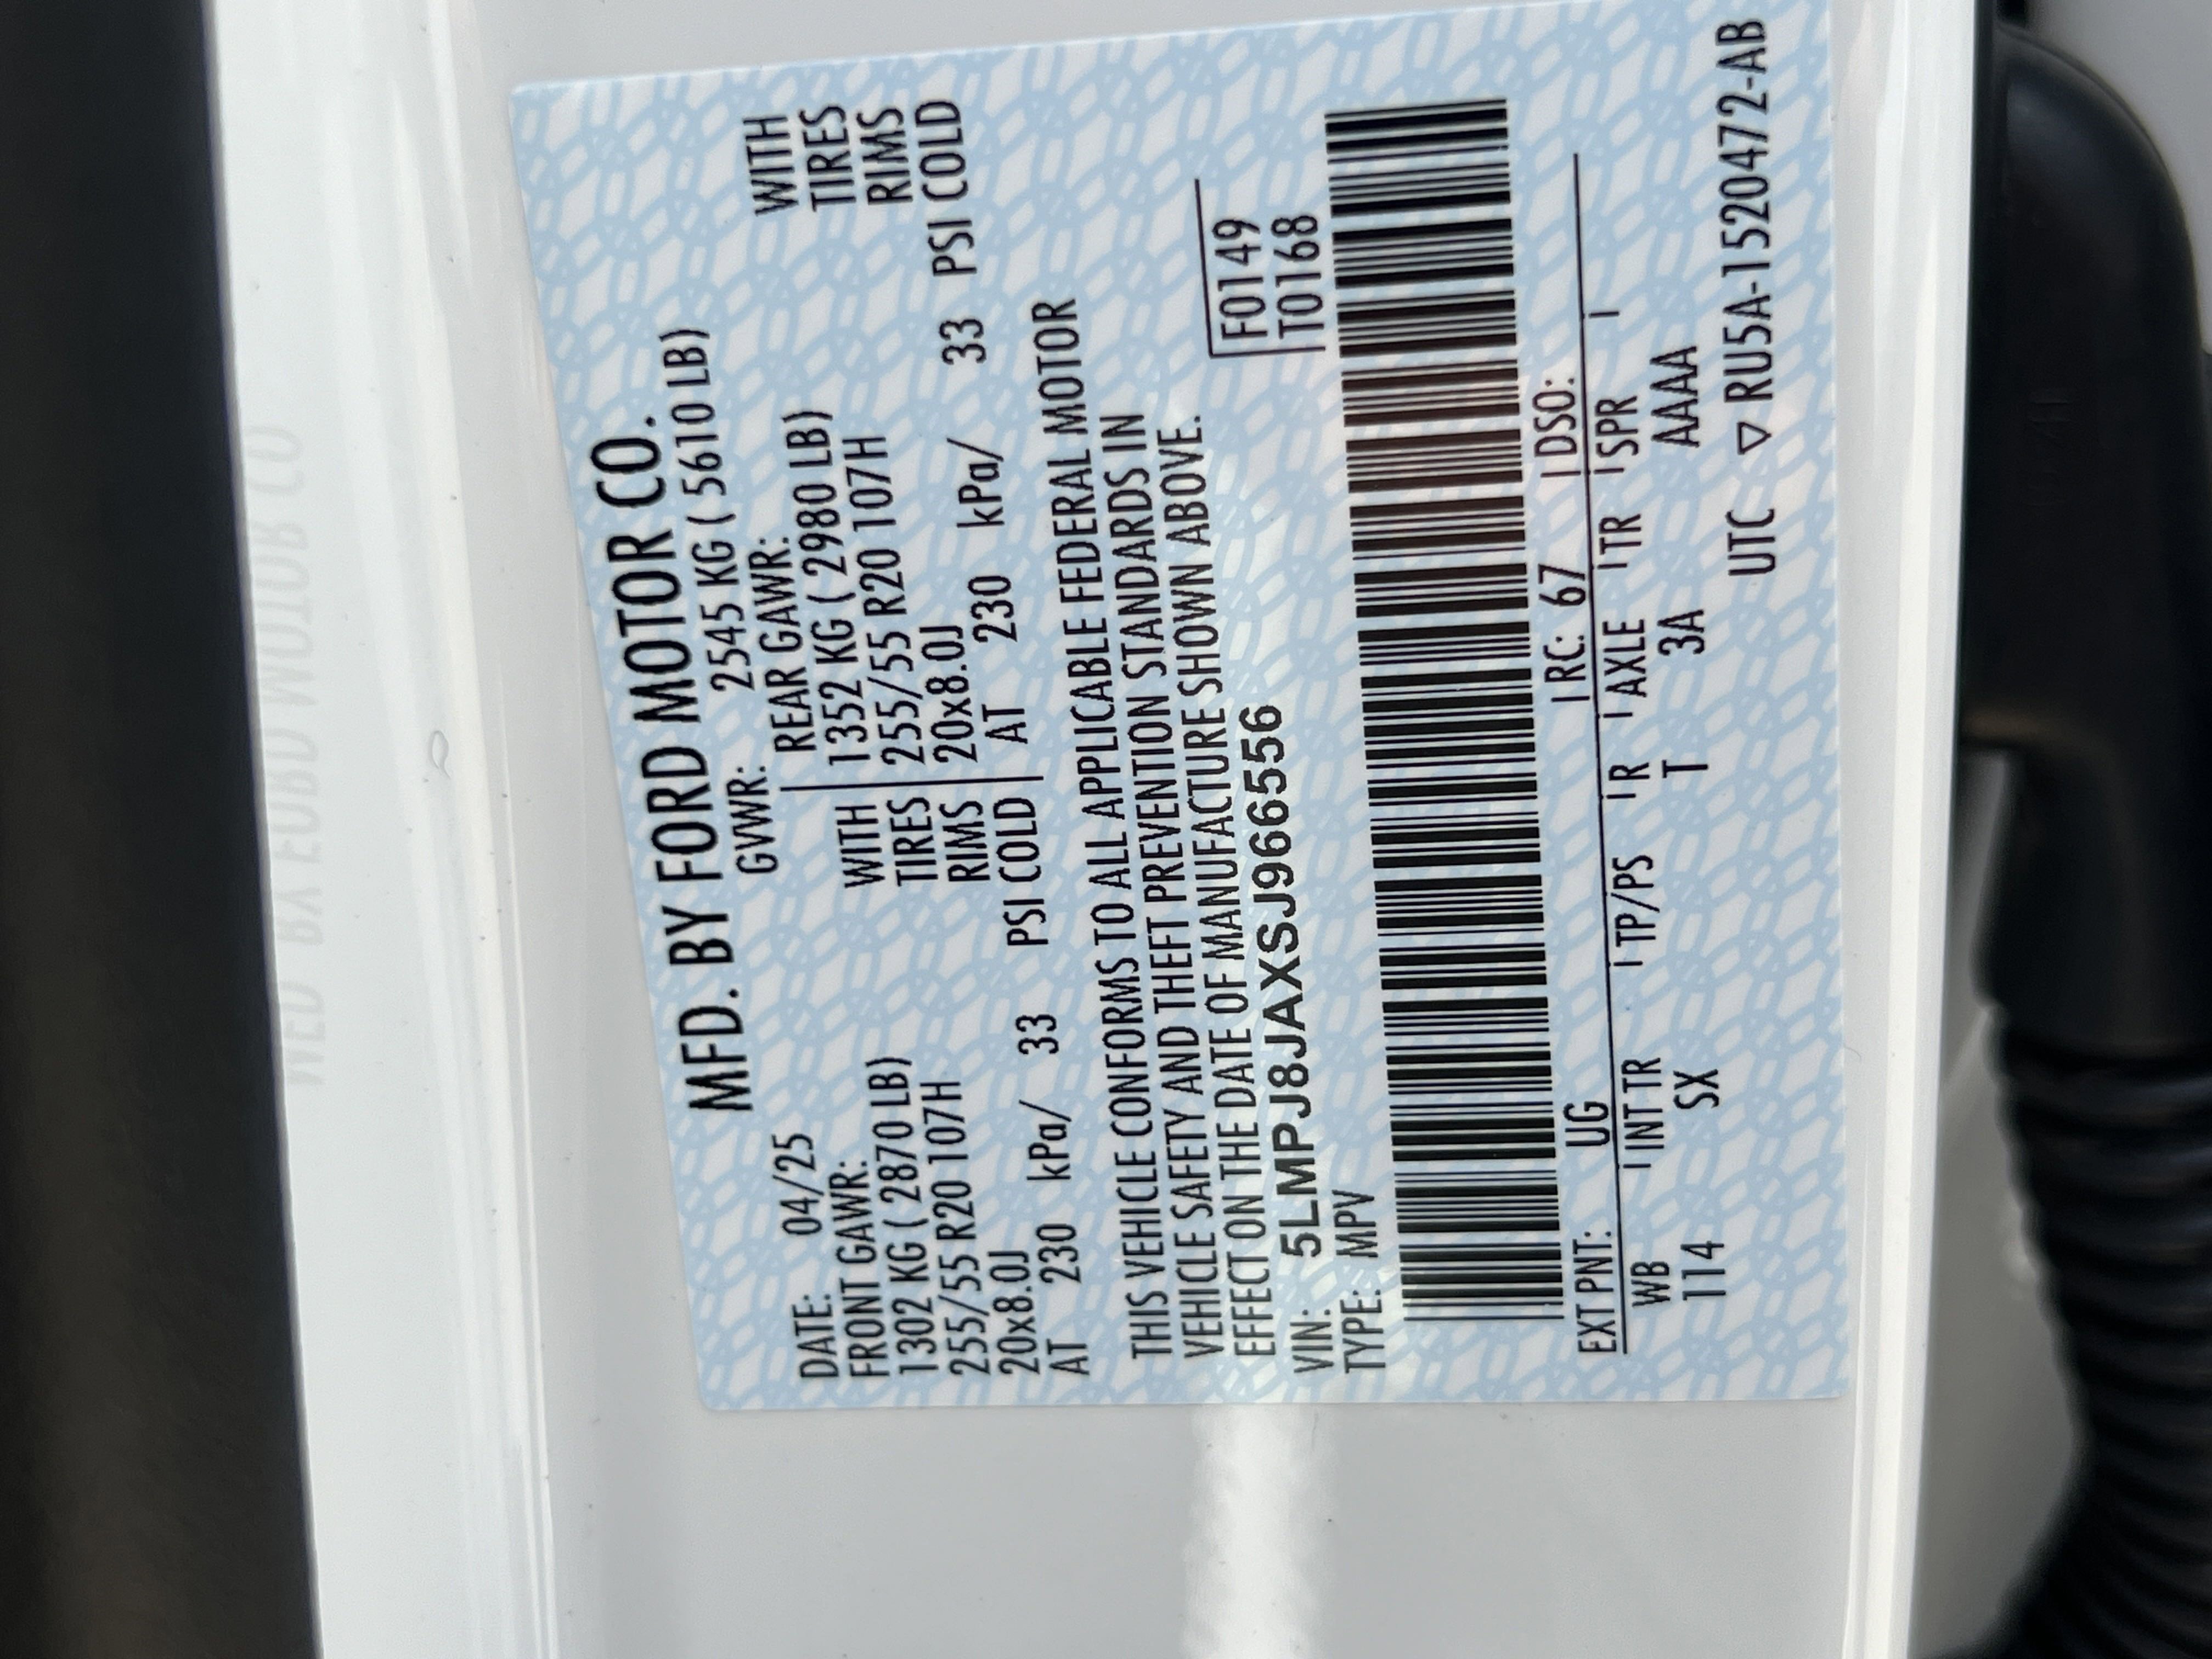 MFD. BY FORD MOTOR CO.
DATE: 04/25 GVWR: 2545 KG ( 5610 LB)
FRONT GAWR: REAR GAWR:
1302 KG ( 2870 LB) WITH 1352 KG ( 2980 LB) WITH
255/55 R20 107H TIRES 255/55 R20 107H TIRES
20x8.0J RIMS 20x8.0J RIMS
AT 230 kPa/ 33 PSI COLD AT 230 kPa/ 33 PSI COLD
THIS VEHICLE CONFORMS TO ALL APPLICABLE FEDERAL MOTOR
VEHICLE SAFETY AND THEFT PREVENTION STANDARDS IN
EFFECT ON THE DATE OF MANUFACTURE SHOWN ABOVE.
VIN: 5LMPJ8JAXSJ966556 F0149
TYPE: MPV T0168
EXT PNT: UG RC: 67 DSO:
WB INT TR TP/PS R AXLE TR SPR
114 SX T 3A AAAA
UTC ▽ RU5A-1520472-AB
MFD BY FORD MOTOR CO